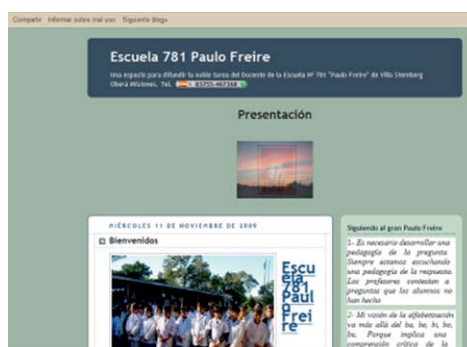 Compartir Informar sobre mal uso Siguiente blog»
Escuela 781 Paulo Freire
Una espacio para difundir la noble tarea del Docente de la Escuela Nº 781 "Paulo Freire" de Villa Stemberg
Oberá Misiones. Tel.
Presentación
MIÉRCOLES 11 DE NOVIEMBRE DE 2009
Bienvenidos
Escu
ela
781
Paul
o
Frei
re
Siguiendo al gran Paulo Freire
1- Es necesario desarrollar una
pedagogía de la pregunta.
Siempre estamos escuchando
una pedagogía de la respuesta.
Los profesores contestan a
preguntas que los alumnos no
han hecho
2- Mi visión de la alfabetización
va más allá del ba, be, bi, bo,
bu. Porque implica una
comprensión crítica de la